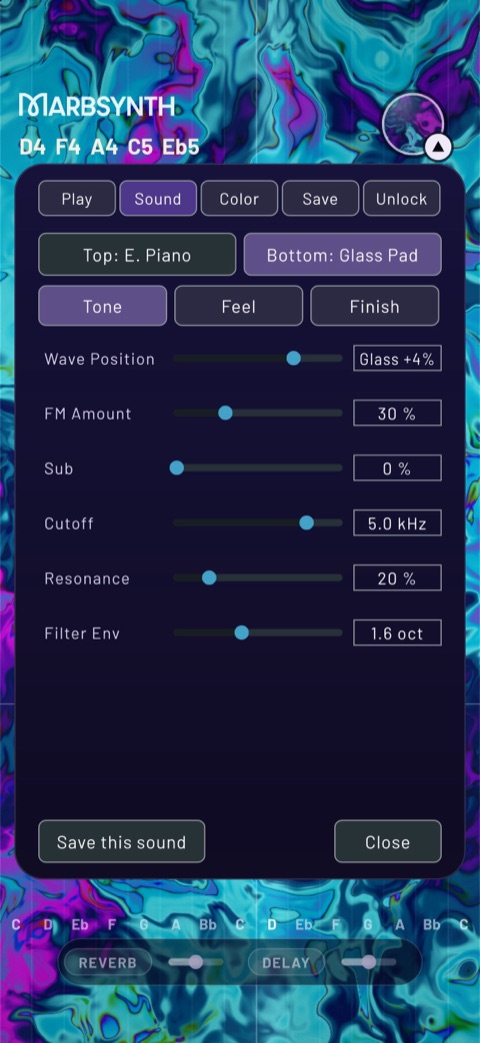 MARBSYNTH
D4 F4 A4 C5 Eb5
Play Sound Color Save Unlock
Top: E. Piano Bottom: Glass Pad
Tone Feel Finish
Wave Position Glass +4%
FM Amount 30 %
Sub 0 %
Cutoff 5.0 kHz
Resonance 20 %
Filter Env 1.6 oct
Save this sound Close
C D Eb F G A Bb C D Eb F G A Bb C
REVERB DELAY